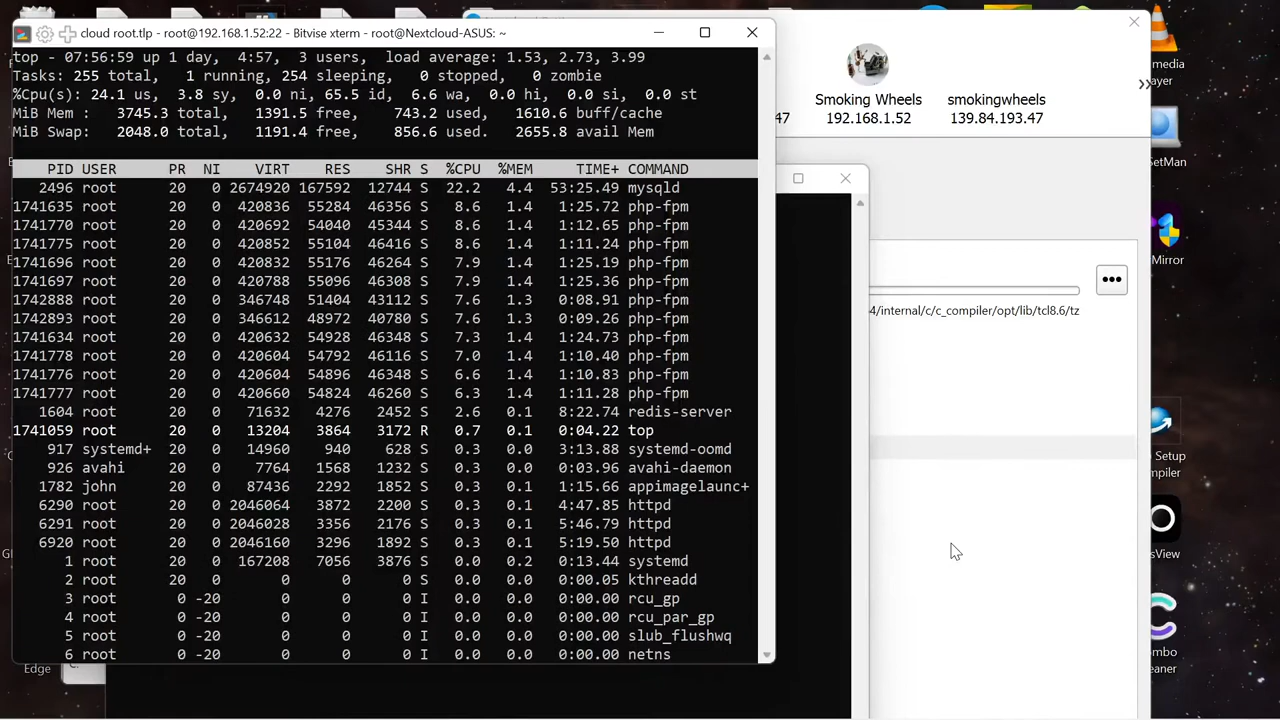 cloud root.tlp - root@192.168.1.52:22 - Bitvise xterm - root@Nextcloud-ASUS: ~
top - 07:56:59 up 1 day,  4:57,  3 users,  load average: 1.53, 2.73, 3.99
Tasks: 255 total,   1 running, 254 sleeping,   0 stopped,   0 zombie
%Cpu(s): 24.1 us,  3.8 sy,  0.0 ni, 65.5 id,  6.6 wa,  0.0 hi,  0.0 si,  0.0 st
MiB Mem :   3745.3 total,   1391.5 free,    743.2 used,   1610.6 buff/cache
MiB Swap:   2048.0 total,   1191.4 free,    856.6 used.   2655.8 avail Mem
PID USER      PR  NI    VIRT    RES    SHR S  %CPU  %MEM     TIME+ COMMAND
2496 root      20   0 2674920 167592  12744 S  22.2   4.4  53:25.49 mysqld
1741635 root      20   0  420836  55284  46356 S   8.6   1.4   1:25.72 php-fpm
1741770 root      20   0  420692  54040  45344 S   8.6   1.4   1:12.65 php-fpm
1741775 root      20   0  420852  55104  46416 S   8.6   1.4   1:11.24 php-fpm
1741696 root      20   0  420832  55176  46264 S   7.9   1.4   1:25.19 php-fpm
1741697 root      20   0  420788  55096  46308 S   7.9   1.4   1:25.36 php-fpm
1742888 root      20   0  346748  51404  43112 S   7.6   1.3   0:08.91 php-fpm
1742893 root      20   0  346612  48972  40780 S   7.6   1.3   0:09.26 php-fpm
1741634 root      20   0  420632  54928  46348 S   7.3   1.4   1:24.73 php-fpm
1741778 root      20   0  420604  54792  46116 S   7.0   1.4   1:10.40 php-fpm
1741776 root      20   0  420604  54896  46348 S   6.6   1.4   1:10.83 php-fpm
1741777 root      20   0  420660  54824  46260 S   6.3   1.4   1:11.28 php-fpm
1604 root      20   0   71632   4276   2452 S   2.6   0.1   8:22.74 redis-server
1741059 root      20   0   13204   3864   3172 R   0.7   0.1   0:04.22 top
917 systemd+  20   0   14960    940    628 S   0.3   0.0   3:13.88 systemd-oomd
926 avahi     20   0    7764   1568   1232 S   0.3   0.0   0:03.96 avahi-daemon
1782 john      20   0   87436   2292   1852 S   0.3   0.1   1:15.66 appimagelaunc+
6290 root      20   0 2046064   3872   2200 S   0.3   0.1   4:47.85 httpd
6291 root      20   0 2046028   3356   2176 S   0.3   0.1   5:46.79 httpd
6920 root      20   0 2046160   3296   1892 S   0.3   0.1   5:19.50 httpd
1 root      20   0  167208   7056   3876 S   0.0   0.2   0:13.44 systemd
2 root      20   0       0      0      0 S   0.0   0.0   0:00.05 kthreadd
3 root       0 -20       0      0      0 I   0.0   0.0   0:00.00 rcu_gp
4 root       0 -20       0      0      0 I   0.0   0.0   0:00.00 rcu_par_gp
5 root       0 -20       0      0      0 I   0.0   0.0   0:00.00 slub_flushwq
6 root       0 -20       0      0      0 I   0.0   0.0   0:00.00 netns
Smoking Wheels
192.168.1.52
smokingwheels
139.84.193.47
47
4/internal/c/c_compiler/opt/lib/tcl8.6/tz
media
ayer
SetMan
Mirror
Setup
mpiler
sView
mbo
eaner
Edge